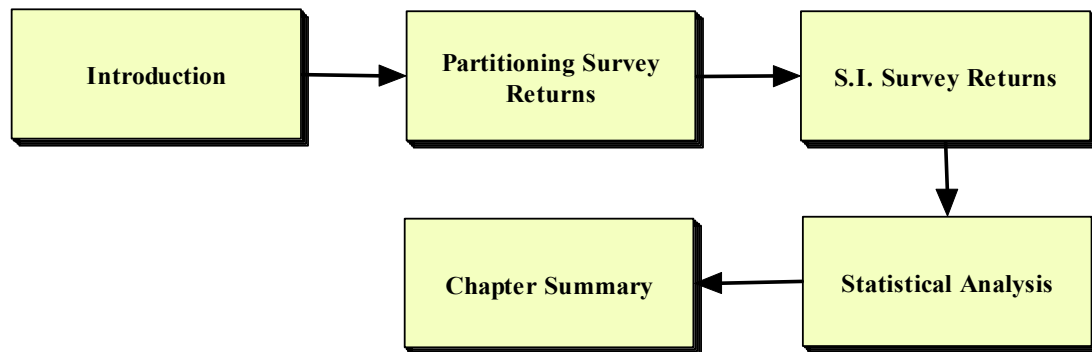 Introduction
Partitioning Survey
Returns
S.I. Survey Returns
Statistical Analysis
Chapter Summary